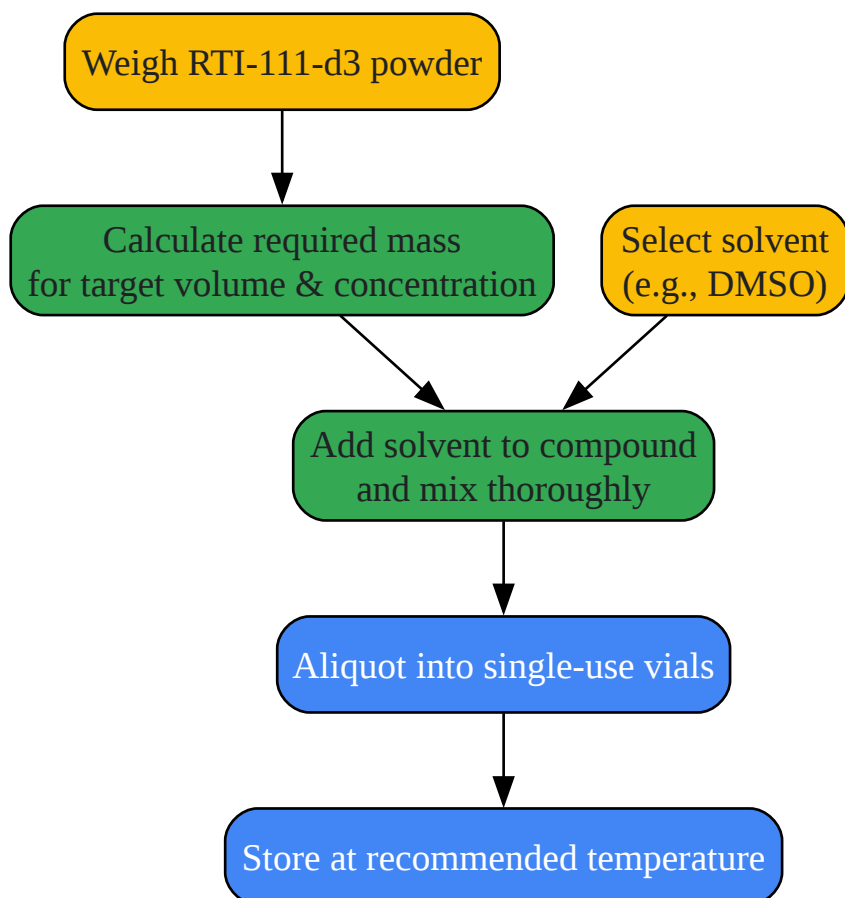 Weigh RTI-111-d3 powder
Calculate required mass
for target volume & concentration
Select solvent
(e.g., DMSO)
Add solvent to compound
and mix thoroughly
Aliquot into single-use vials
Store at recommended temperature